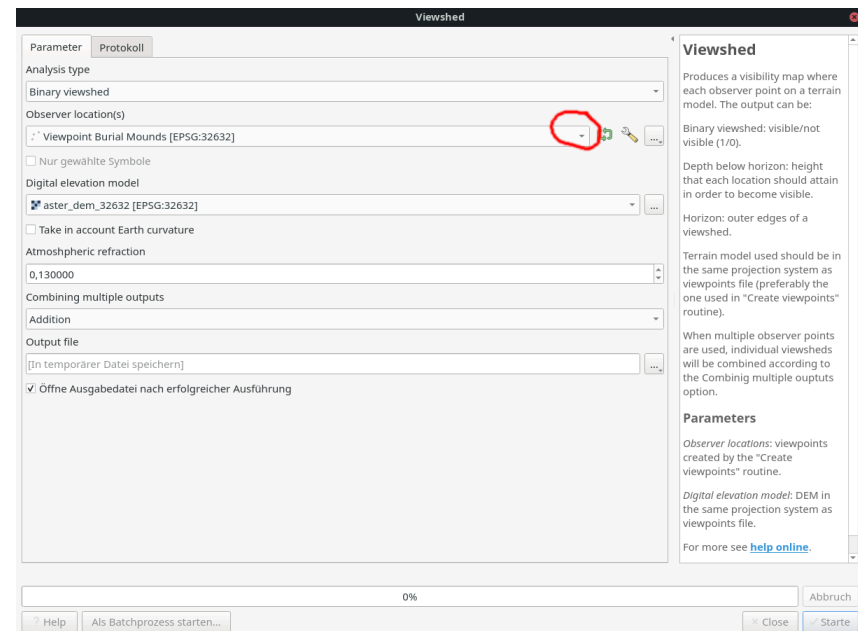 Viewshed
Parameter
Protokoll
Analysis type
Binary viewshed
Observer location(s)
Viewpoint Burial Mounds [EPSG:32632]
...
Nur gewählte Symbole
Digital elevation model
aster_dem_32632 [EPSG:32632]
...
Take in account Earth curvature
Atmoshpheric refraction
0,130000
Combining multiple outputs
Addition
Output file
[In temporärer Datei speichern]
...
Öffne Ausgabedatei nach erfolgreicher Ausführung
Viewshed
Produces a visibility map where
each observer point on a terrain
model. The output can be:
Binary viewshed: visible/not
visible (1/0).
Depth below horizon: height
that each location should attain
in order to become visible.
Horizon: outer edges of a
viewshed.
Terrain model used should be in
the same projection system as
viewpoints file (preferably the
one used in "Create viewpoints"
routine).
When multiple observer points
are used, individual viewsheds
will be combined according to
the Combinig multiple ouptuts
option.
Parameters
Observer locations: viewpoints
created by the "Create
viewpoints" routine.
Digital elevation model: DEM in
the same projection system as
viewpoints file.
For more see help online.
0%
Abbruch
? Help
Als Batchprozess starten...
Close
Starte